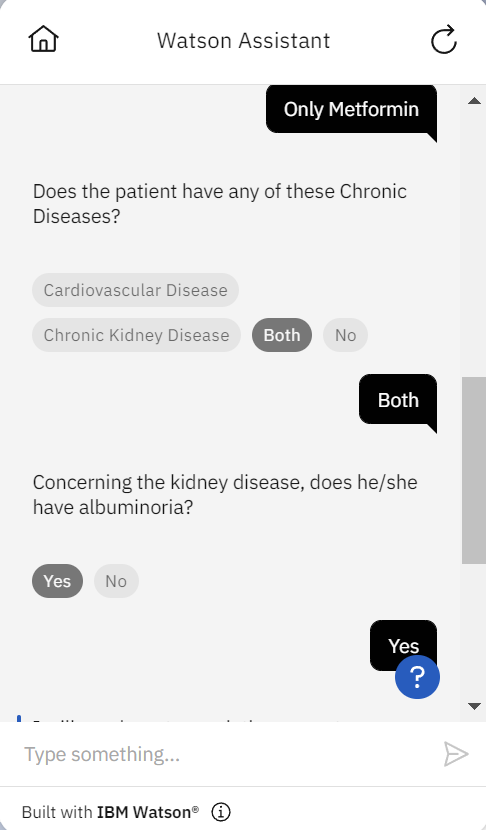 Watson Assistant
Only Metformin
Does the patient have any of these Chronic
Diseases?
Cardiovascular Disease
Chronic Kidney Disease Both No
Both
Concerning the kidney disease, does he/she
have albuminoria?
Yes No
Yes
?
Type something...
Built with IBM Watson®